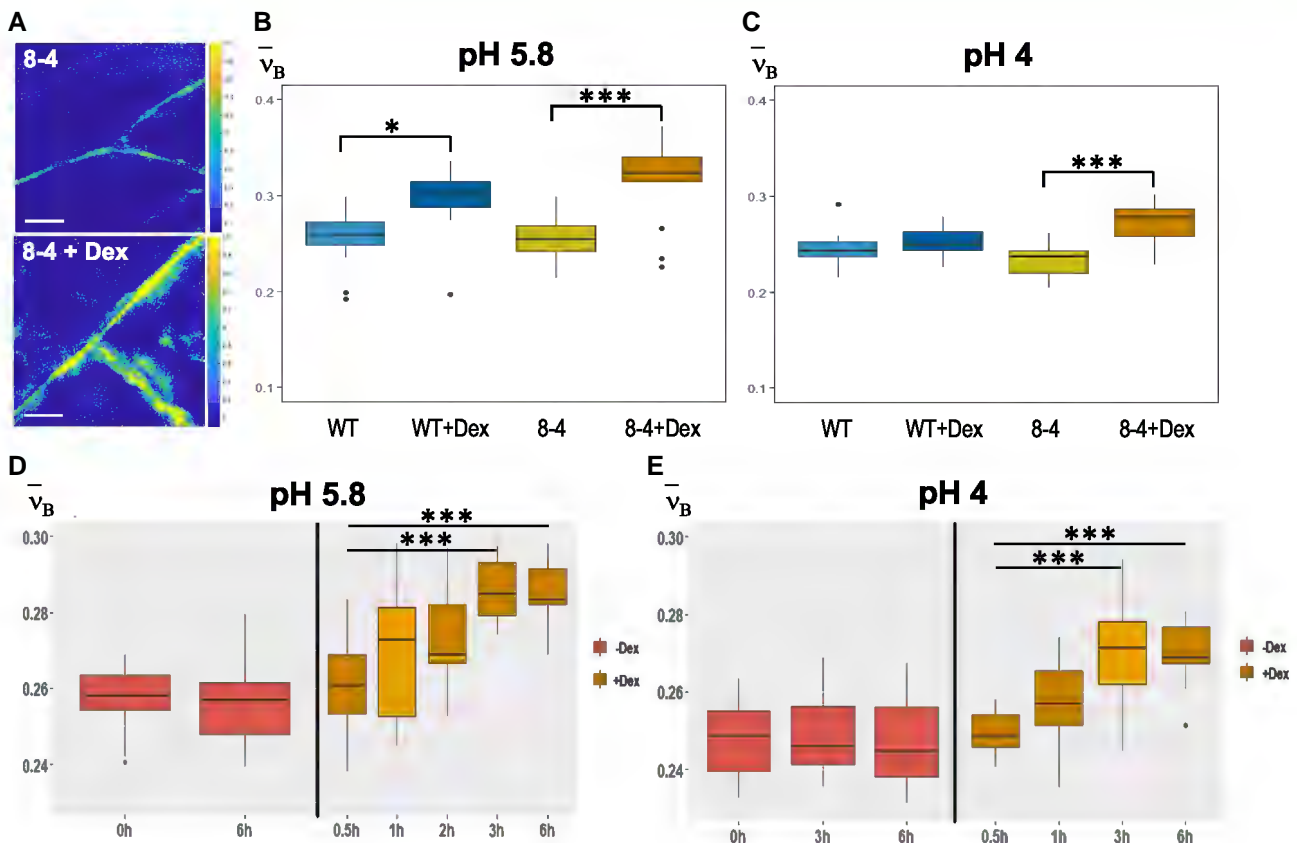 A
8-4
8-4 + Dex
B
ν̅B
pH 5.8
0.4
0.3
0.2
0.1
*
***
WT
WT+Dex
8-4
8-4+Dex
C
ν̅B
pH 4
0.4
0.3
0.2
0.1
***
WT
WT+Dex
8-4
8-4+Dex
D
ν̅B
pH 5.8
0.30
0.28
0.26
0.24
***
***
0h
6h
0.5h
1h
2h
3h
6h
-Dex
+Dex
E
ν̅B
pH 4
0.30
0.28
0.26
0.24
***
***
0h
3h
6h
0.5h
1h
3h
6h
-Dex
+Dex